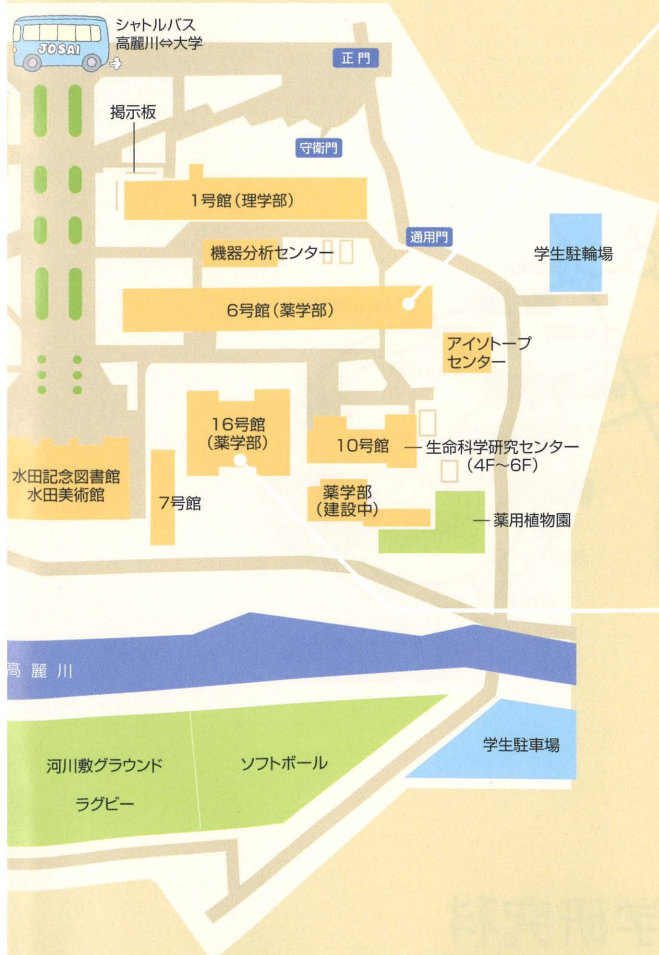 シャトルバス
高麗川⇔大学
JOSAI
正門
掲示板
守衛門
1号館(理学部)
通用門
機器分析センター
学生駐輪場
6号館(薬学部)
アイソトープ
センター
16号館
(薬学部)
10号館
生命科学研究センター
(4F〜6F)
水田記念図書館
水田美術館
7号館
薬学部
(建設中)
薬用植物園
高麗川
河川敷グラウンド
ラグビー
ソフトボール
学生駐車場